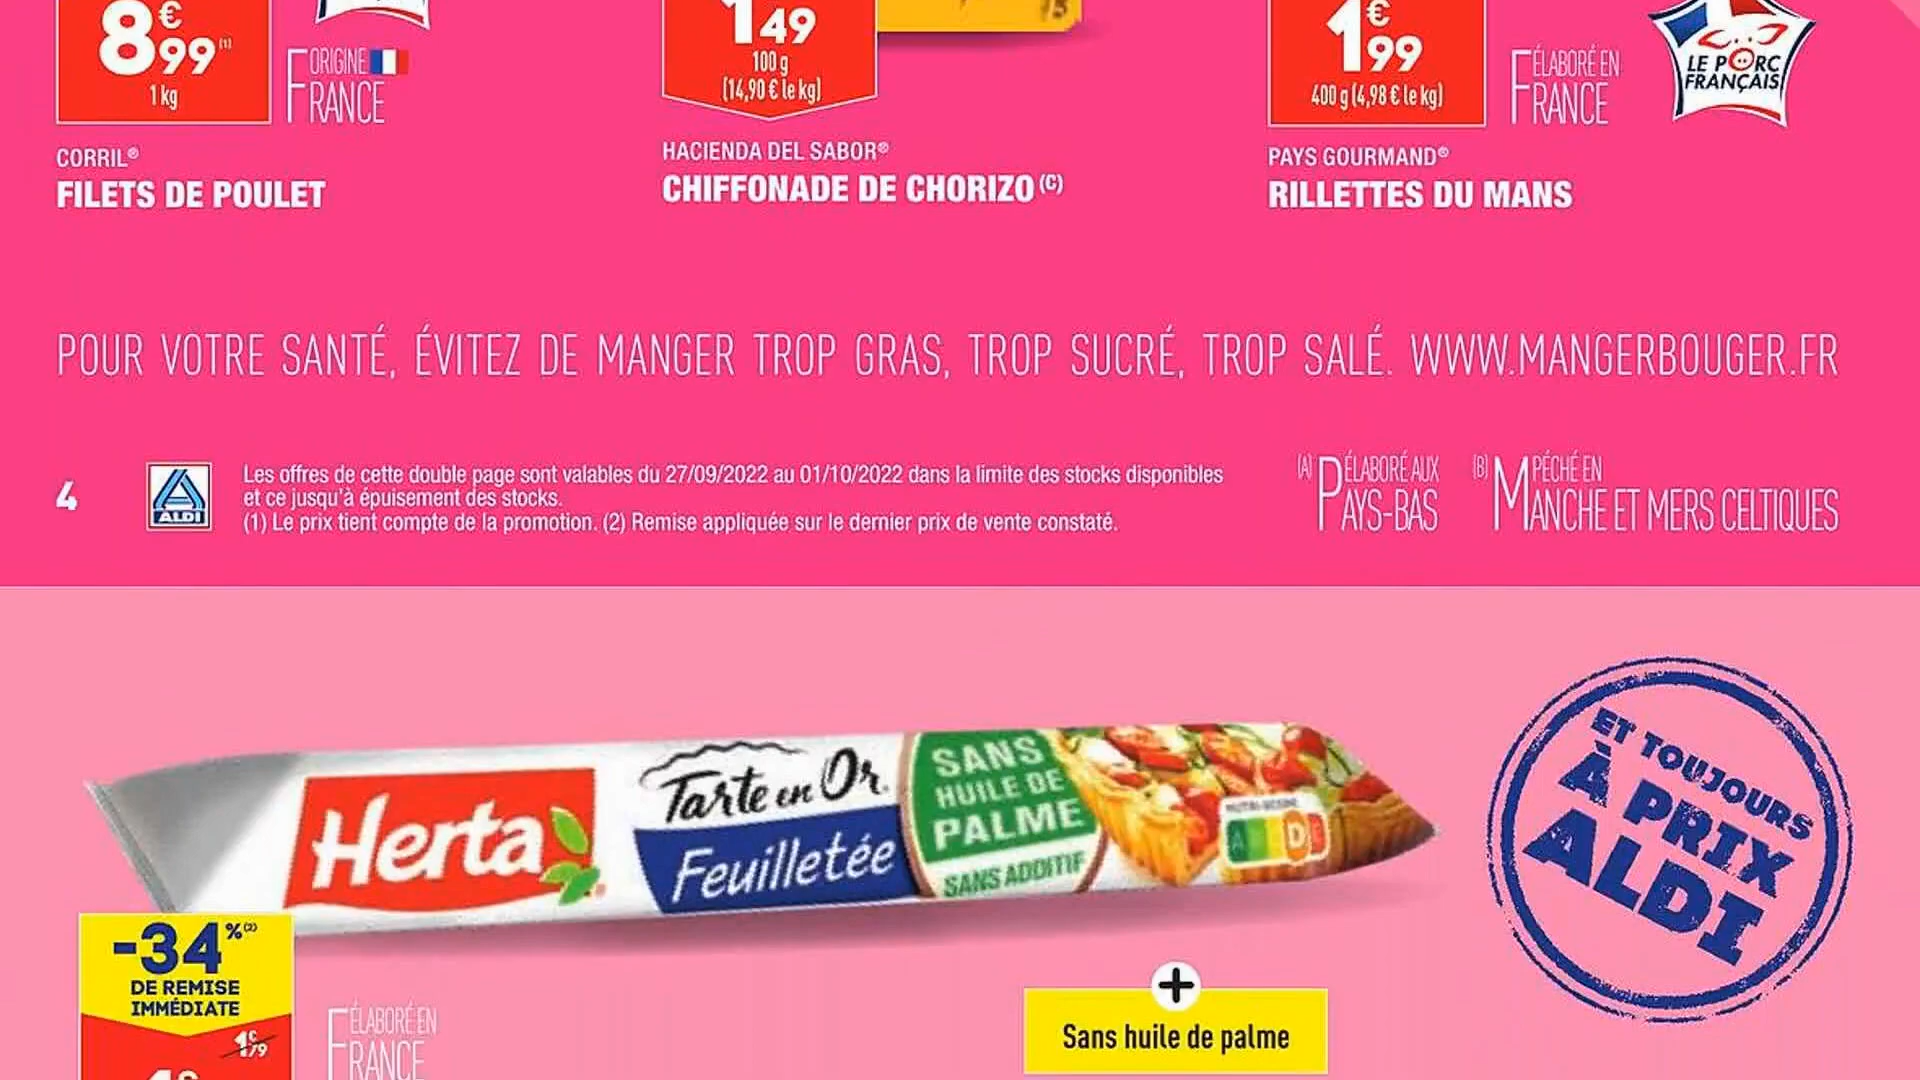 8€99(1)
1 kg
ORIGINE
FRANCE
CORRIL®
FILETS DE POULET
149
100 g
(14,90 € le kg)
HACIENDA DEL SABOR®
CHIFFONADE DE CHORIZO (C)
1€99
400 g (4,98 € le kg)
ÉLABORÉ EN
FRANCE
LE PORC
FRANÇAIS
PAYS GOURMAND®
RILLETTES DU MANS
POUR VOTRE SANTÉ, ÉVITEZ DE MANGER TROP GRAS, TROP SUCRÉ, TROP SALÉ. WWW.MANGERBOUGER.FR
4
ALDI
Les offres de cette double page sont valables du 27/09/2022 au 01/10/2022 dans la limite des stocks disponibles
et ce jusqu'à épuisement des stocks.
(1) Le prix tient compte de la promotion. (2) Remise appliquée sur le dernier prix de vente constaté.
(A) ÉLABORÉ AUX
PAYS-BAS
(B) PÉCHÉ EN
MANCHE ET MERS CELTIQUES
Herta
Tarte en Or
Feuilletée
SANS
HUILE DE
PALME
SANS ADDITIF
NUTRI-SCORE
A D E
ET TOUJOURS
À PRIX
ALDI
-34%(2)
DE REMISE
IMMÉDIATE
1€79
ÉLABORÉ EN
FRANCE
+
Sans huile de palme